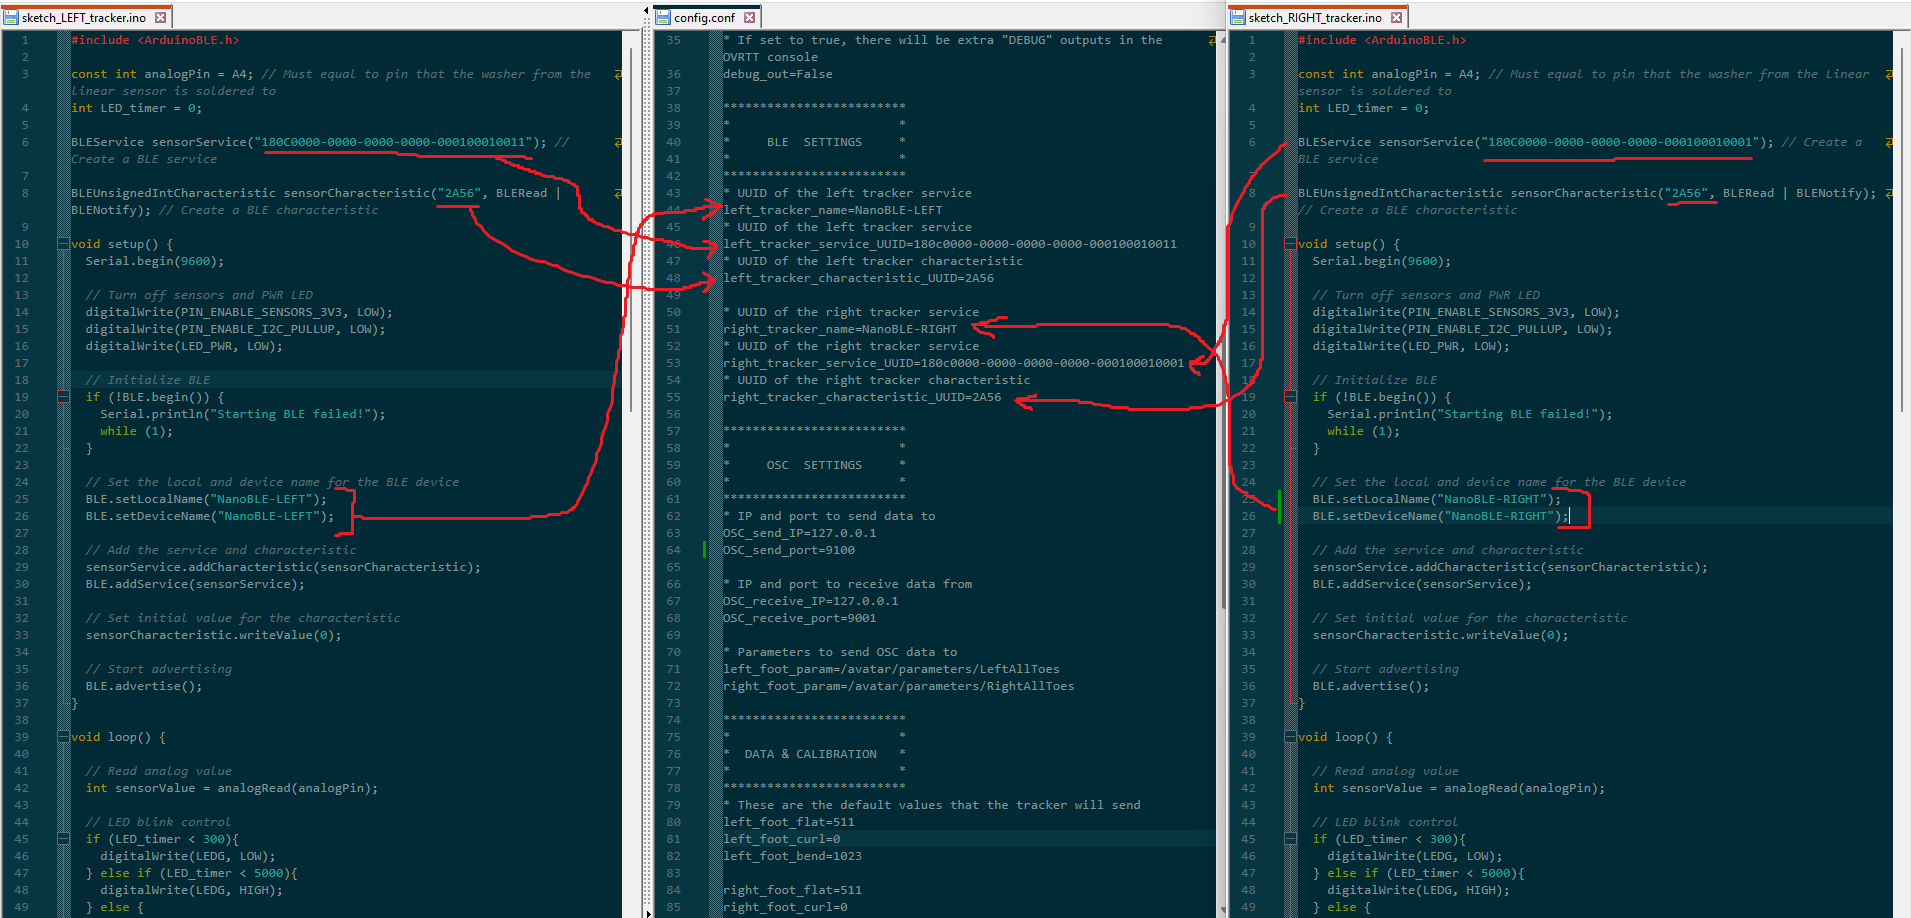 sketch_LEFT_tracker.ino
1 #include <ArduinoBLE.h>
2
3 const int analogPin = A4; // Must equal to pin that the washer from the
linear sensor is soldered to
4 int LED_timer = 0;
5
6 BLEService sensorService("180C0000-0000-0000-0000-000100010011"); //
Create a BLE service
7
8 BLEUnsignedIntCharacteristic sensorCharacteristic("2A56", BLERead |
BLENotify); // Create a BLE characteristic
9
10 void setup() {
11 Serial.begin(9600);
12
13 // Turn off sensors and PWR LED
14 digitalWrite(PIN_ENABLE_SENSORS_3V3, LOW);
15 digitalWrite(PIN_ENABLE_I2C_PULLUP, LOW);
16 digitalWrite(LED_PWR, LOW);
17
18 // Initialize BLE
19 if (!BLE.begin()) {
20 Serial.println("Starting BLE failed!");
21 while (1);
22 }
23
24 // Set the local and device name for the BLE device
25 BLE.setLocalName("NanoBLE-LEFT");
26 BLE.setDeviceName("NanoBLE-LEFT");
27
28 // Add the service and characteristic
29 sensorService.addCharacteristic(sensorCharacteristic);
30 BLE.addService(sensorService);
31
32 // Set initial value for the characteristic
33 sensorCharacteristic.writeValue(0);
34
35 // Start advertising
36 BLE.advertise();
37 }
38
39 void loop() {
40
41 // Read analog value
42 int sensorValue = analogRead(analogPin);
43
44 // LED blink control
45 if (LED_timer < 300){
46 digitalWrite(LEDG, LOW);
47 } else if (LED_timer < 5000){
48 digitalWrite(LEDG, HIGH);
49 } else {
config.conf
35 * If set to true, there will be extra "DEBUG" outputs in the
OVRTT console
36 debug_out=False
37
38 *************************
39 * *
40 * BLE SETTINGS *
41 * *
42 *************************
43 * UUID of the left tracker service
44 left_tracker_name=NanoBLE-LEFT
45 * UUID of the left tracker service
46 left_tracker_service_UUID=180c0000-0000-0000-0000-000100010011
47 * UUID of the left tracker characteristic
48 left_tracker_characteristic_UUID=2A56
49
50 * UUID of the right tracker service
51 right_tracker_name=NanoBLE-RIGHT
52 * UUID of the right tracker service
53 right_tracker_service_UUID=180c0000-0000-0000-0000-000100010001
54 * UUID of the right tracker characteristic
55 right_tracker_characteristic_UUID=2A56
56
57 *************************
58 * *
59 * OSC SETTINGS *
60 * *
61 *************************
62 * IP and port to send data to
63 OSC_send_IP=127.0.0.1
64 OSC_send_port=9100
65
66 * IP and port to receive data from
67 OSC_receive_IP=127.0.0.1
68 OSC_receive_port=9001
69
70 * Parameters to send OSC data to
71 left_foot_param=/avatar/parameters/LeftAllToes
72 right_foot_param=/avatar/parameters/RightAllToes
73
74 *************************
75 * *
76 * DATA & CALIBRATION *
77 * *
78 *************************
79 * These are the default values that the tracker will send
80 left_foot_flat=511
81 left_foot_curl=0
82 left_foot_bend=1023
83
84 right_foot_flat=511
85 right_foot_curl=0
sketch_RIGHT_tracker.ino
1 #include <ArduinoBLE.h>
2
3 const int analogPin = A4; // Must equal to pin that the washer from the Linear
sensor is soldered to
4 int LED_timer = 0;
5
6 BLEService sensorService("180C0000-0000-0000-0000-000100010001"); // Create a
BLE service
7
8 BLEUnsignedIntCharacteristic sensorCharacteristic("2A56", BLERead | BLENotify);
// Create a BLE characteristic
9
10 void setup() {
11 Serial.begin(9600);
12
13 // Turn off sensors and PWR LED
14 digitalWrite(PIN_ENABLE_SENSORS_3V3, LOW);
15 digitalWrite(PIN_ENABLE_I2C_PULLUP, LOW);
16 digitalWrite(LED_PWR, LOW);
17
18 // Initialize BLE
19 if (!BLE.begin()) {
20 Serial.println("Starting BLE failed!");
21 while (1);
22 }
23
24 // Set the local and device name for the BLE device
25 BLE.setLocalName("NanoBLE-RIGHT");
26 BLE.setDeviceName("NanoBLE-RIGHT");
27
28 // Add the service and characteristic
29 sensorService.addCharacteristic(sensorCharacteristic);
30 BLE.addService(sensorService);
31
32 // Set initial value for the characteristic
33 sensorCharacteristic.writeValue(0);
34
35 // Start advertising
36 BLE.advertise();
37 }
38
39 void loop() {
40
41 // Read analog value
42 int sensorValue = analogRead(analogPin);
43
44 // LED blink control
45 if (LED_timer < 300){
46 digitalWrite(LEDG, LOW);
47 } else if (LED_timer < 5000){
48 digitalWrite(LEDG, HIGH);
49 } else {